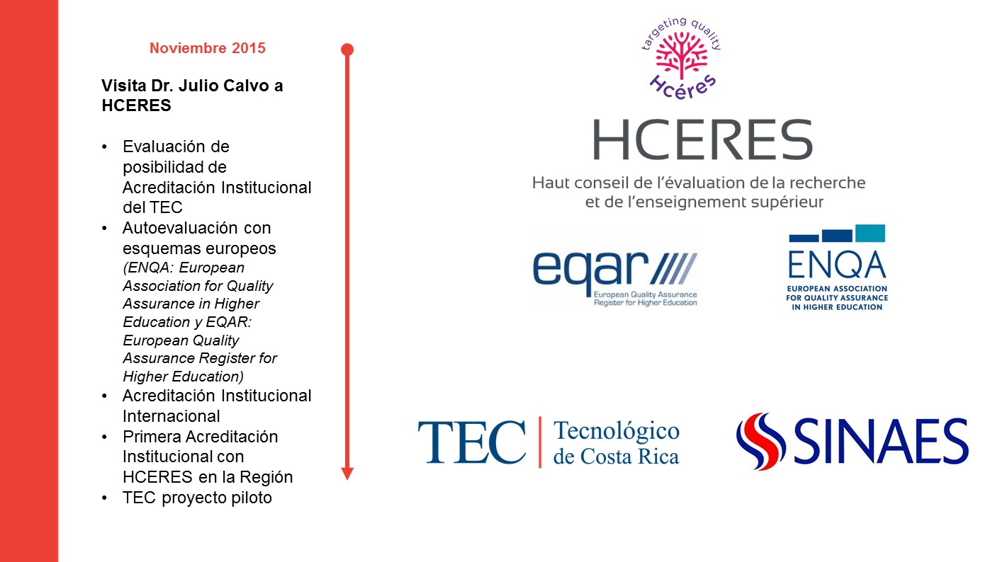 Noviembre 2015
Visita Dr. Julio Calvo a
HCERES
• Evaluación de
posibilidad de
Acreditación Institucional
del TEC
• Autoevaluación con
esquemas europeos
(ENQA: European
Association for Quality
Assurance in Higher
Education y EQAR:
European Quality
Assurance Register for
Higher Education)
• Acreditación Institucional
Internacional
• Primera Acreditación
Institucional con
HCERES en la Región
• TEC proyecto piloto
targeting quality
Hcéres
HCERES
Haut conseil de l'évaluation de la recherche
et de l'enseignement supérieur
eqar
European Quality Assurance
Register for Higher Education
ENQA
EUROPEAN ASSOCIATION
FOR QUALITY ASSURANCE
IN HIGHER EDUCATION
TEC
Tecnológico
de Costa Rica
SINAES